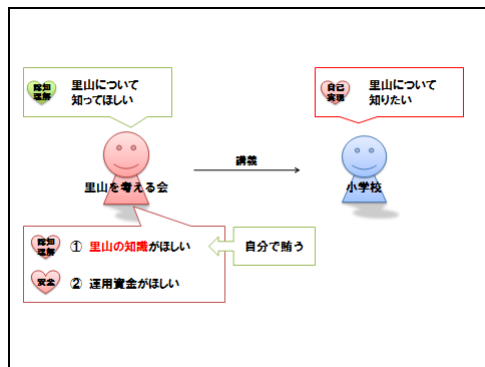 認知
理解
里山について
知ってほしい
自己
実現
里山について
知りたい
講義
里山を考える会
小学校
認知
理解
① 里山の知識がほしい
自分で賄う
安全
② 運用資金がほしい